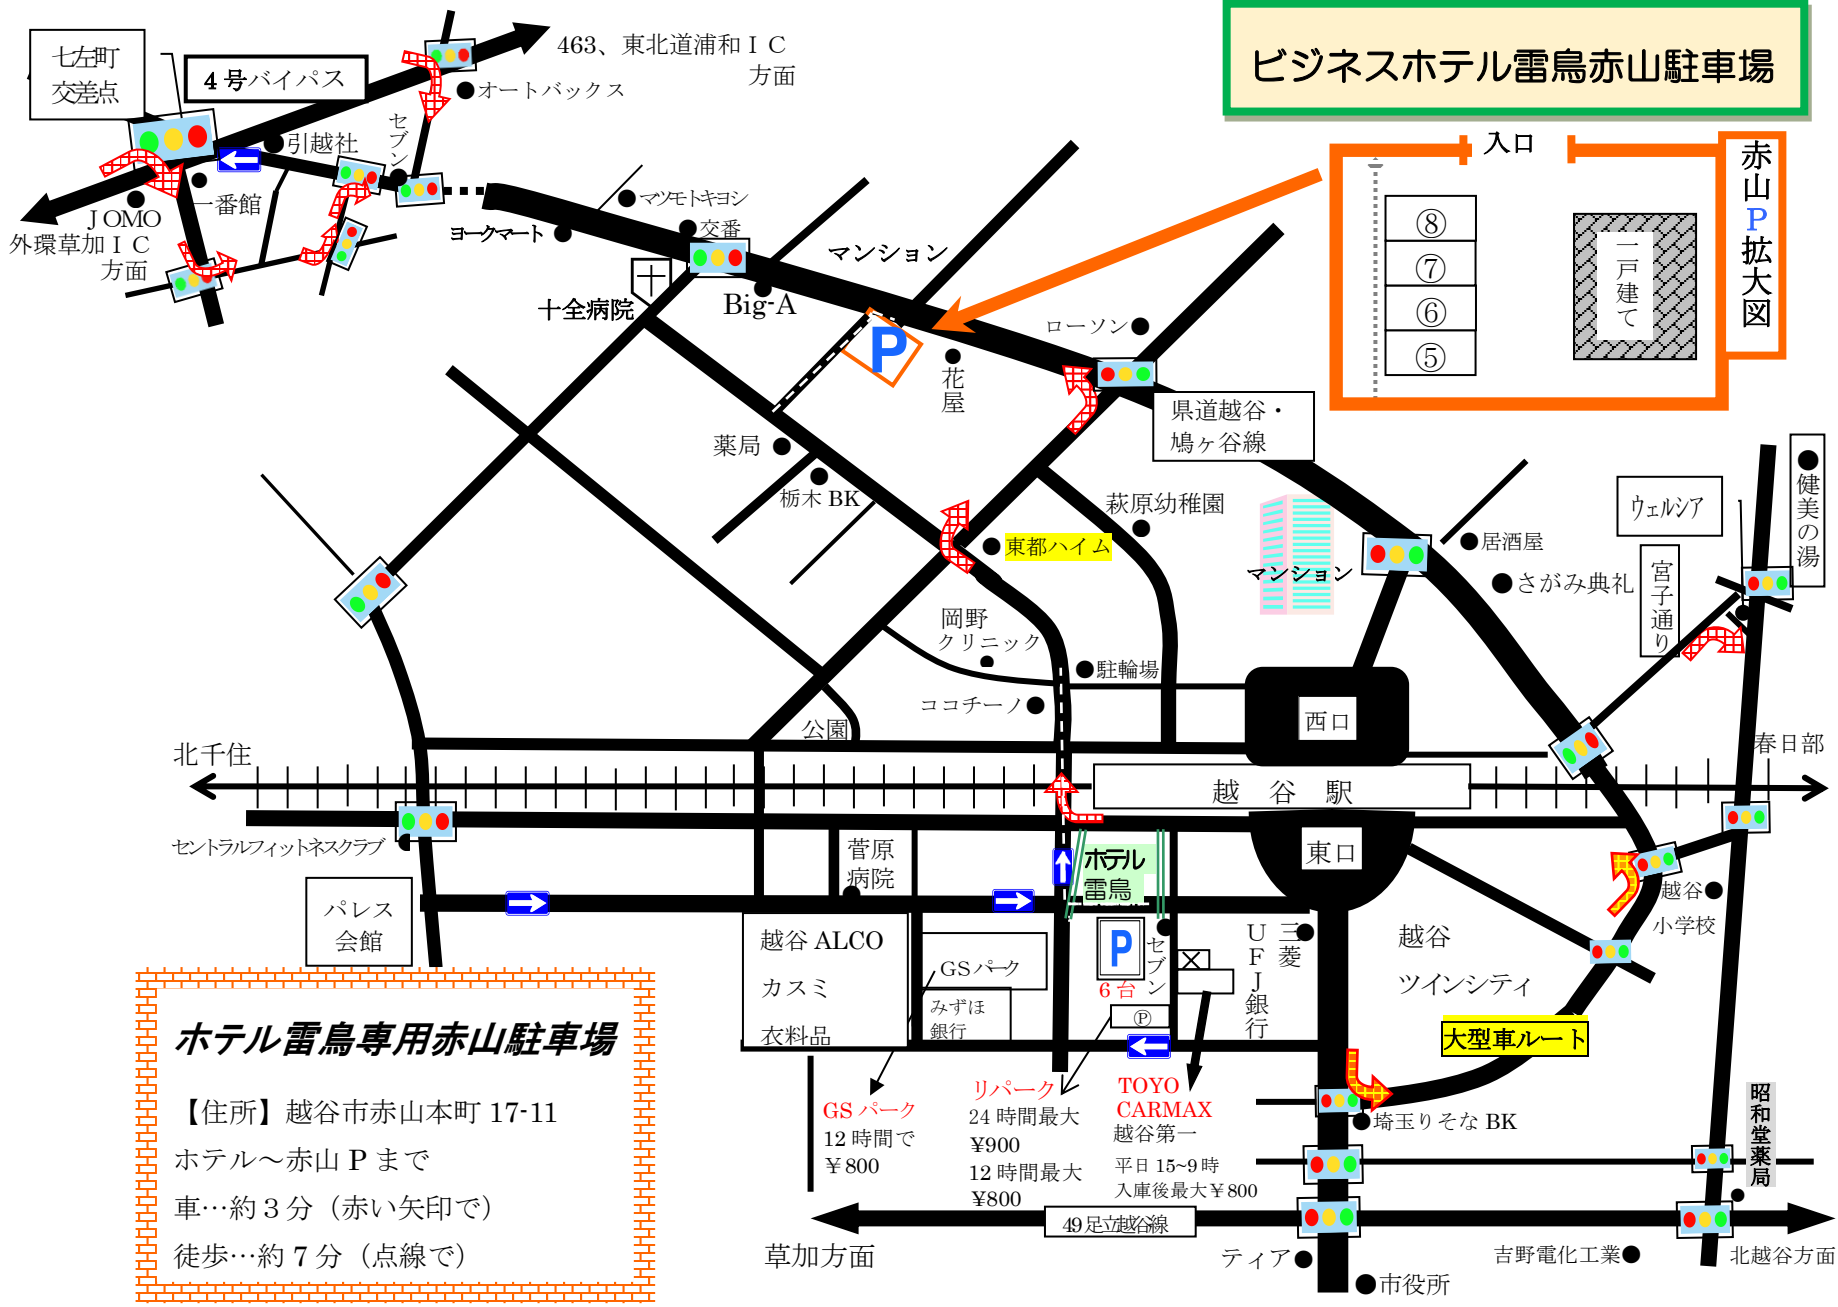 ビジネスホテル雷鳥赤山駐車場
七左町
交差点
4号バイパス
463、東北道浦和IC
方面
オートバックス
セブン
引越社
一番館
JOMO
外環草加IC
方面
ヨークマート
マツモトキヨシ
交番
マンション
十全病院
Big-A
P
花屋
ローソン
県道越谷・
鳩ヶ谷線
入口
赤山P拡大図
⑧
⑦
⑥
⑤
一戸建て
薬局
栃木BK
東都ハイム
萩原幼稚園
マンション
居酒屋
さがみ典礼
ウェルシア
宮子通り
健美の湯
岡野
クリニック
駐輪場
ココチーノ
公園
西口
北千住
春日部
越谷駅
東口
セントラルフィットネスクラブ
パレス
会館
菅原
病院
ホテル
雷鳥
越谷
小学校
越谷ALCO
カスミ
衣料品
GSパーク
みずほ
銀行
P
6台
セブン
Ⓟ
三菱
UFJ銀行
越谷
ツインシティ
大型車ルート
GSパーク
12時間で
¥800
リパーク
24時間最大
¥900
12時間最大
¥800
TOYO
CARMAX
越谷第一
平日15~9時
入庫後最大¥800
埼玉りそなBK
昭和堂薬局
49足立越谷線
草加方面
ティア
市役所
吉野電化工業
北越谷方面
ホテル雷鳥専用赤山駐車場
【住所】越谷市赤山本町17-11
ホテル～赤山Pまで
車…約3分（赤い矢印で）
徒歩…約7分（点線で）